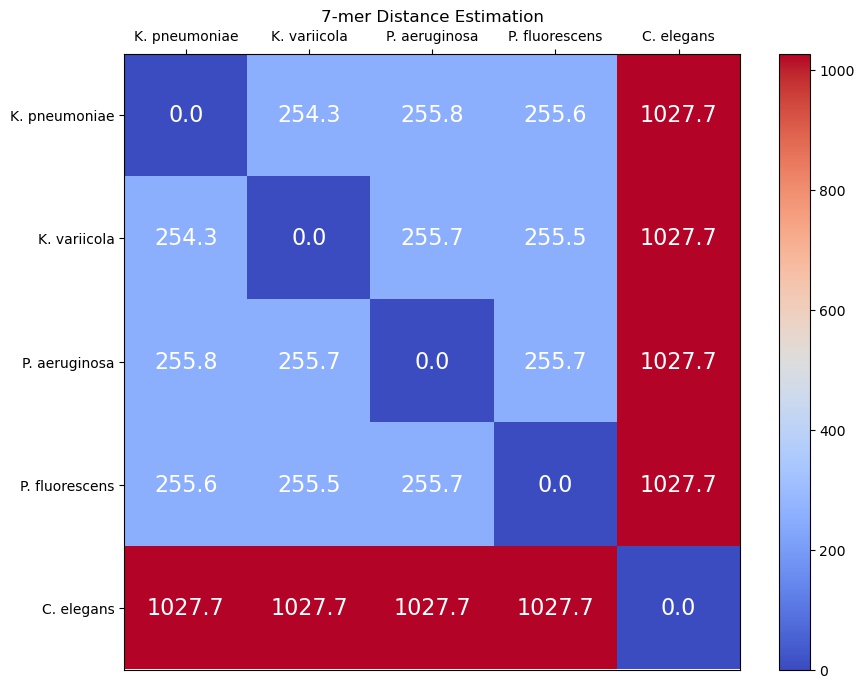 7-mer Distance Estimation
K. pneumoniae K. variicola P. aeruginosa P. fluorescens C. elegans
K. pneumoniae 0.0 254.3 255.8 255.6 1027.7
K. variicola 254.3 0.0 255.7 255.5 1027.7
P. aeruginosa 255.8 255.7 0.0 255.7 1027.7
P. fluorescens 255.6 255.5 255.7 0.0 1027.7
C. elegans 1027.7 1027.7 1027.7 1027.7 0.0
1000
800
600
400
200
0